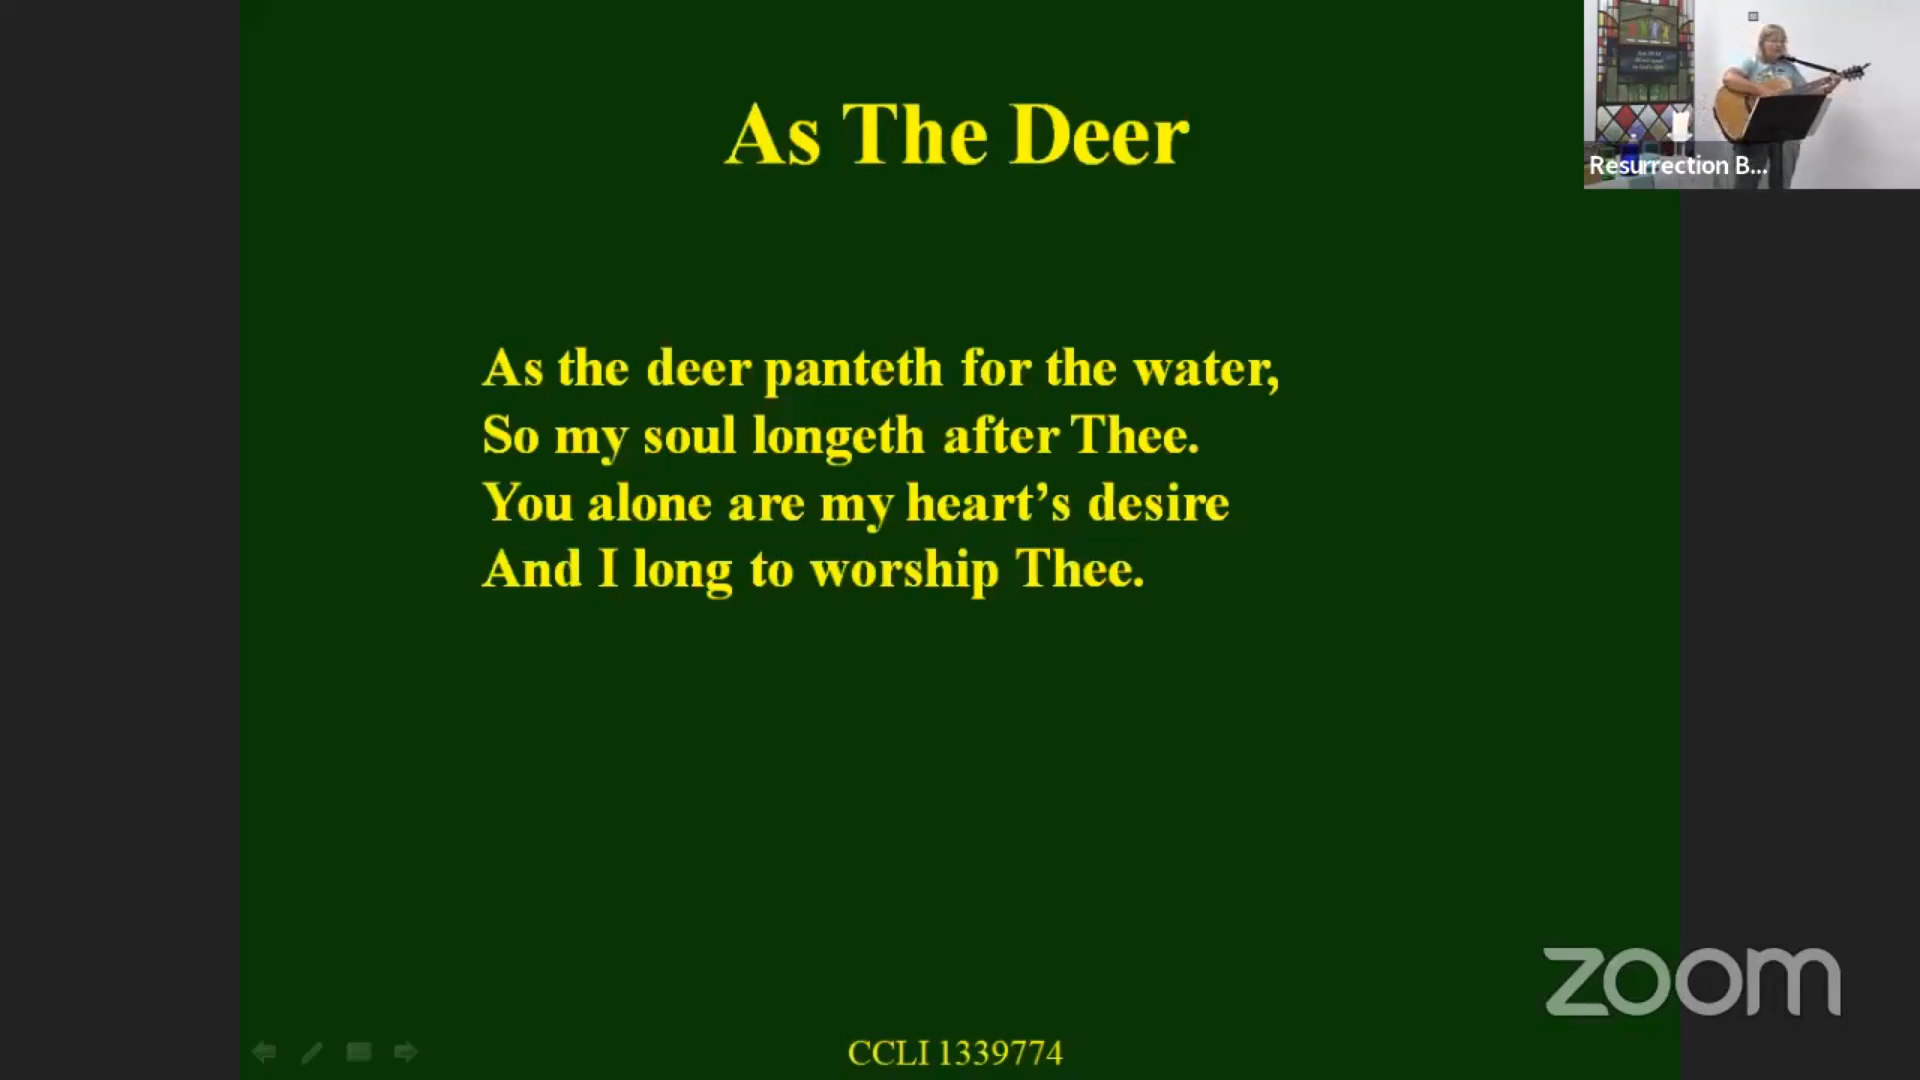 As The Deer
Resurrection B...
As the deer panteth for the water,
So my soul longeth after Thee.
You alone are my heart’s desire
And I long to worship Thee.
zoom
CCLI 1339774